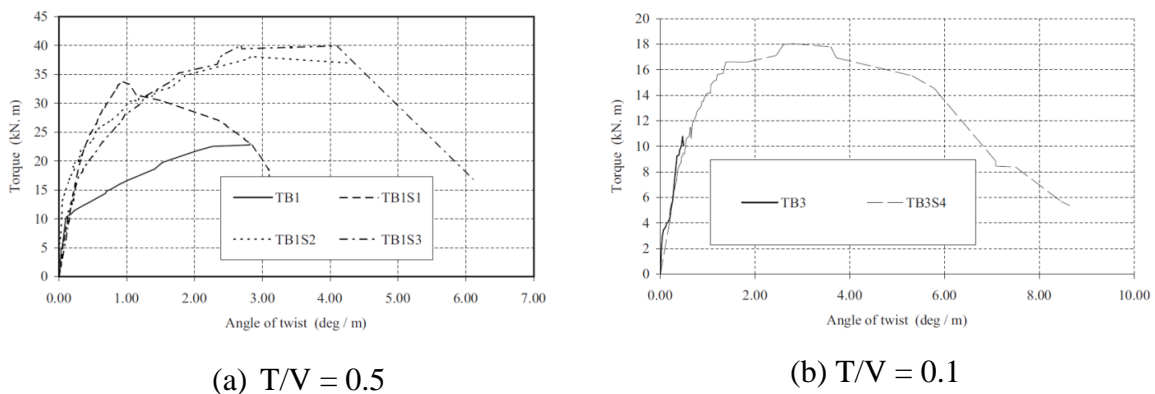 45
40
35
30
25
20
15
10
5
0
Torque (kN. m)
TB1
TB1S1
TB1S2
TB1S3
0.00 1.00 2.00 3.00 4.00 5.00 6.00 7.00
Angle of twist (deg / m)
(a) T/V = 0.5
20
18
16
14
12
10
8
6
4
2
0
Torque (kN. m)
TB3
TB3S4
0.00 2.00 4.00 6.00 8.00 10.00
Angle of twist (deg / m)
(b) T/V = 0.1